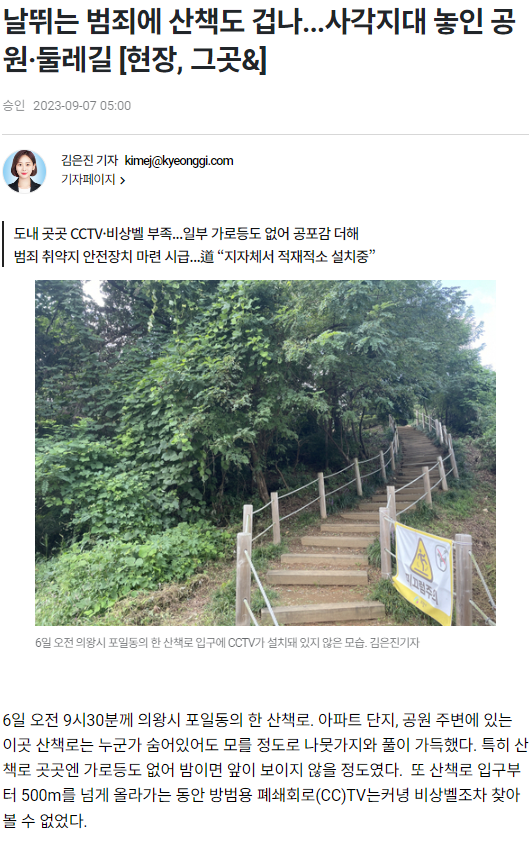 날뛰는 범죄에 산책도 겁나…사각지대 놓인 공
원·둘레길 [현장, 그곳&]
승인 2023-09-07 05:00
김은진 기자 kimej@kyeonggi.com
기자페이지 >
도내 곳곳 CCTV·비상벨 부족…일부 가로등도 없어 공포감 더해
범죄 취약지 안전장치 마련 시급…道 “지자체서 적재적소 설치중”
미끄럼주의
6일 오전 의왕시 포일동의 한 산책로 입구에 CCTV가 설치돼 있지 않은 모습. 김은진기자
6일 오전 9시30분께 의왕시 포일동의 한 산책로. 아파트 단지, 공원 주변에 있는
이곳 산책로는 누군가 숨어있어도 모를 정도로 나뭇가지와 풀이 가득했다. 특히 산
책로 곳곳엔 가로등도 없어 밤이면 앞이 보이지 않을 정도였다. 또 산책로 입구부
터 500m를 넘게 올라가는 동안 방범용 폐쇄회로(CC)TV는커녕 비상벨조차 찾아
볼 수 없었다.